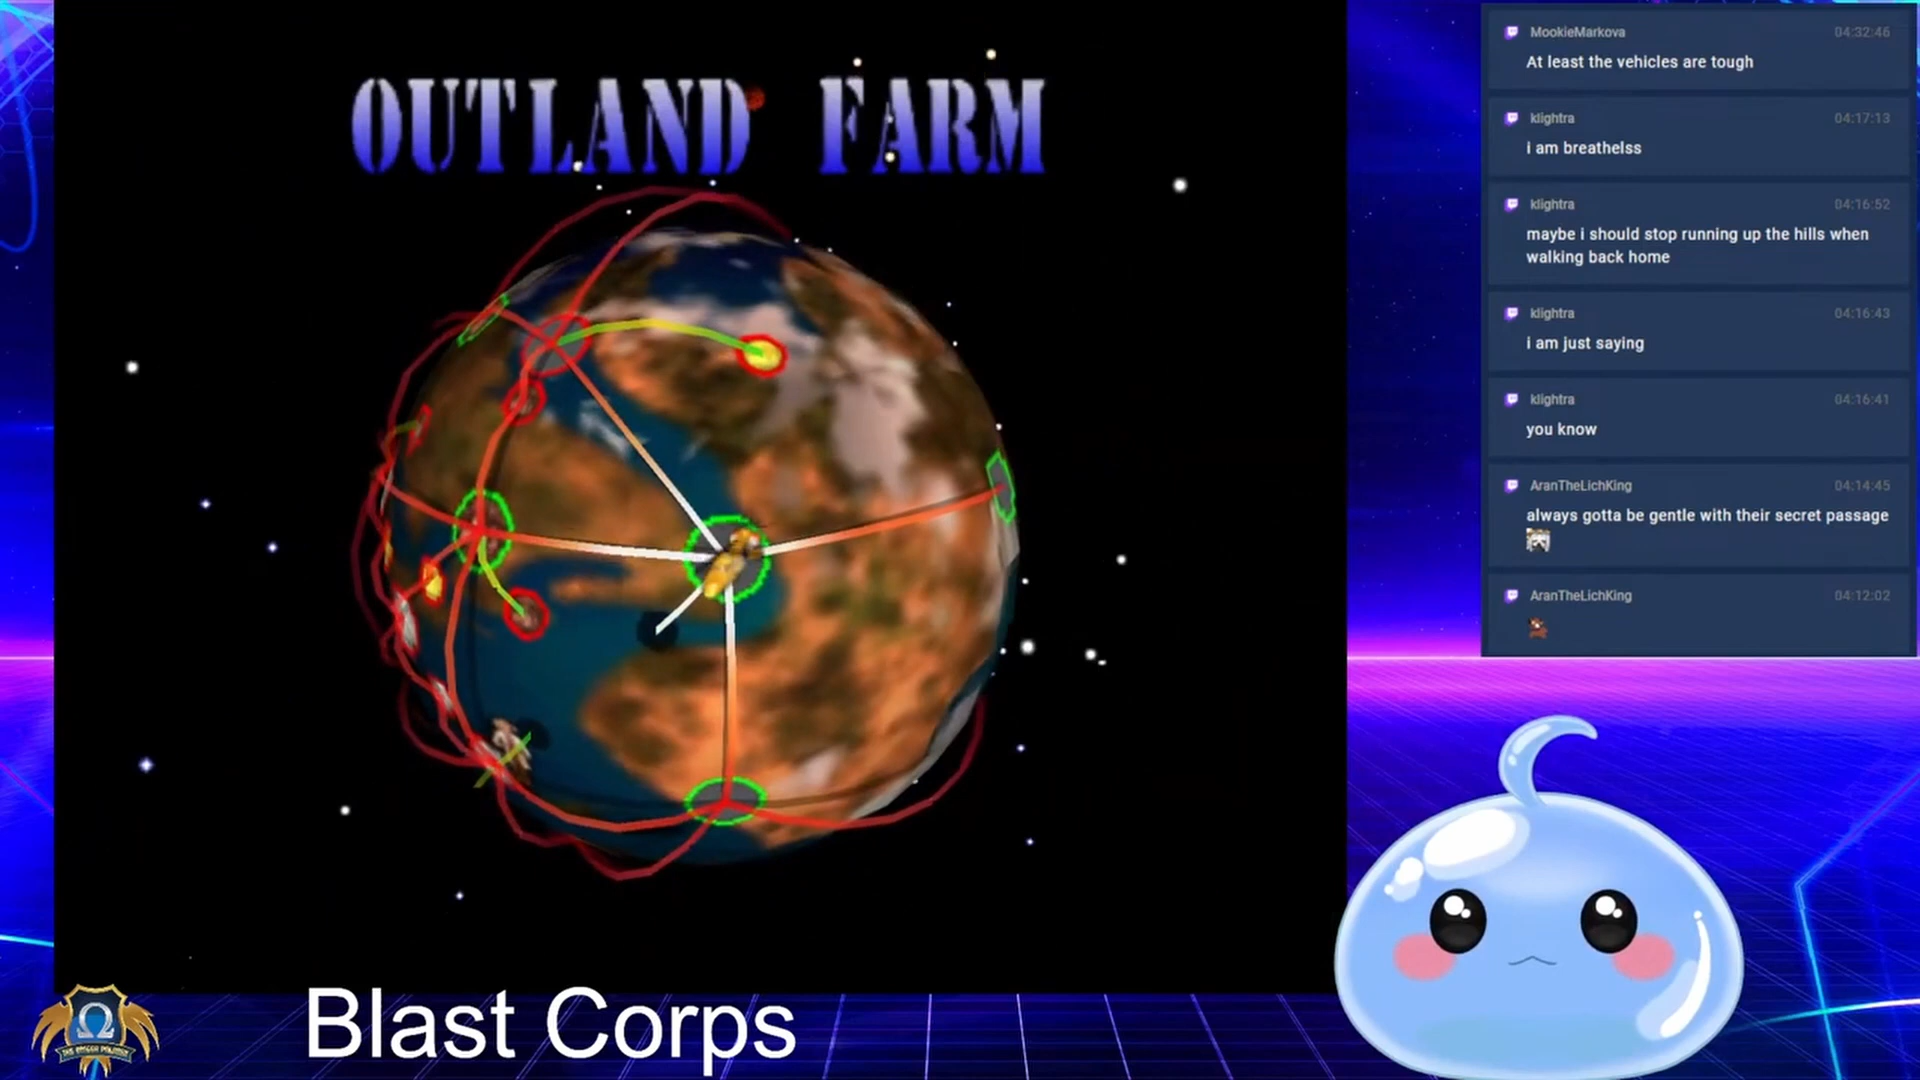 OUTLAND FARM
MookieMarkova 04:32:46
At least the vehicles are tough
klightra 04:17:13
i am breathelss
klightra 04:16:52
maybe i should stop running up the hills when
walking back home
klightra 04:16:43
i am just saying
klightra 04:16:41
you know
AranTheLichKing 04:14:45
always gotta be gentle with their secret passage
AranTheLichKing 04:12:02
Blast Corps